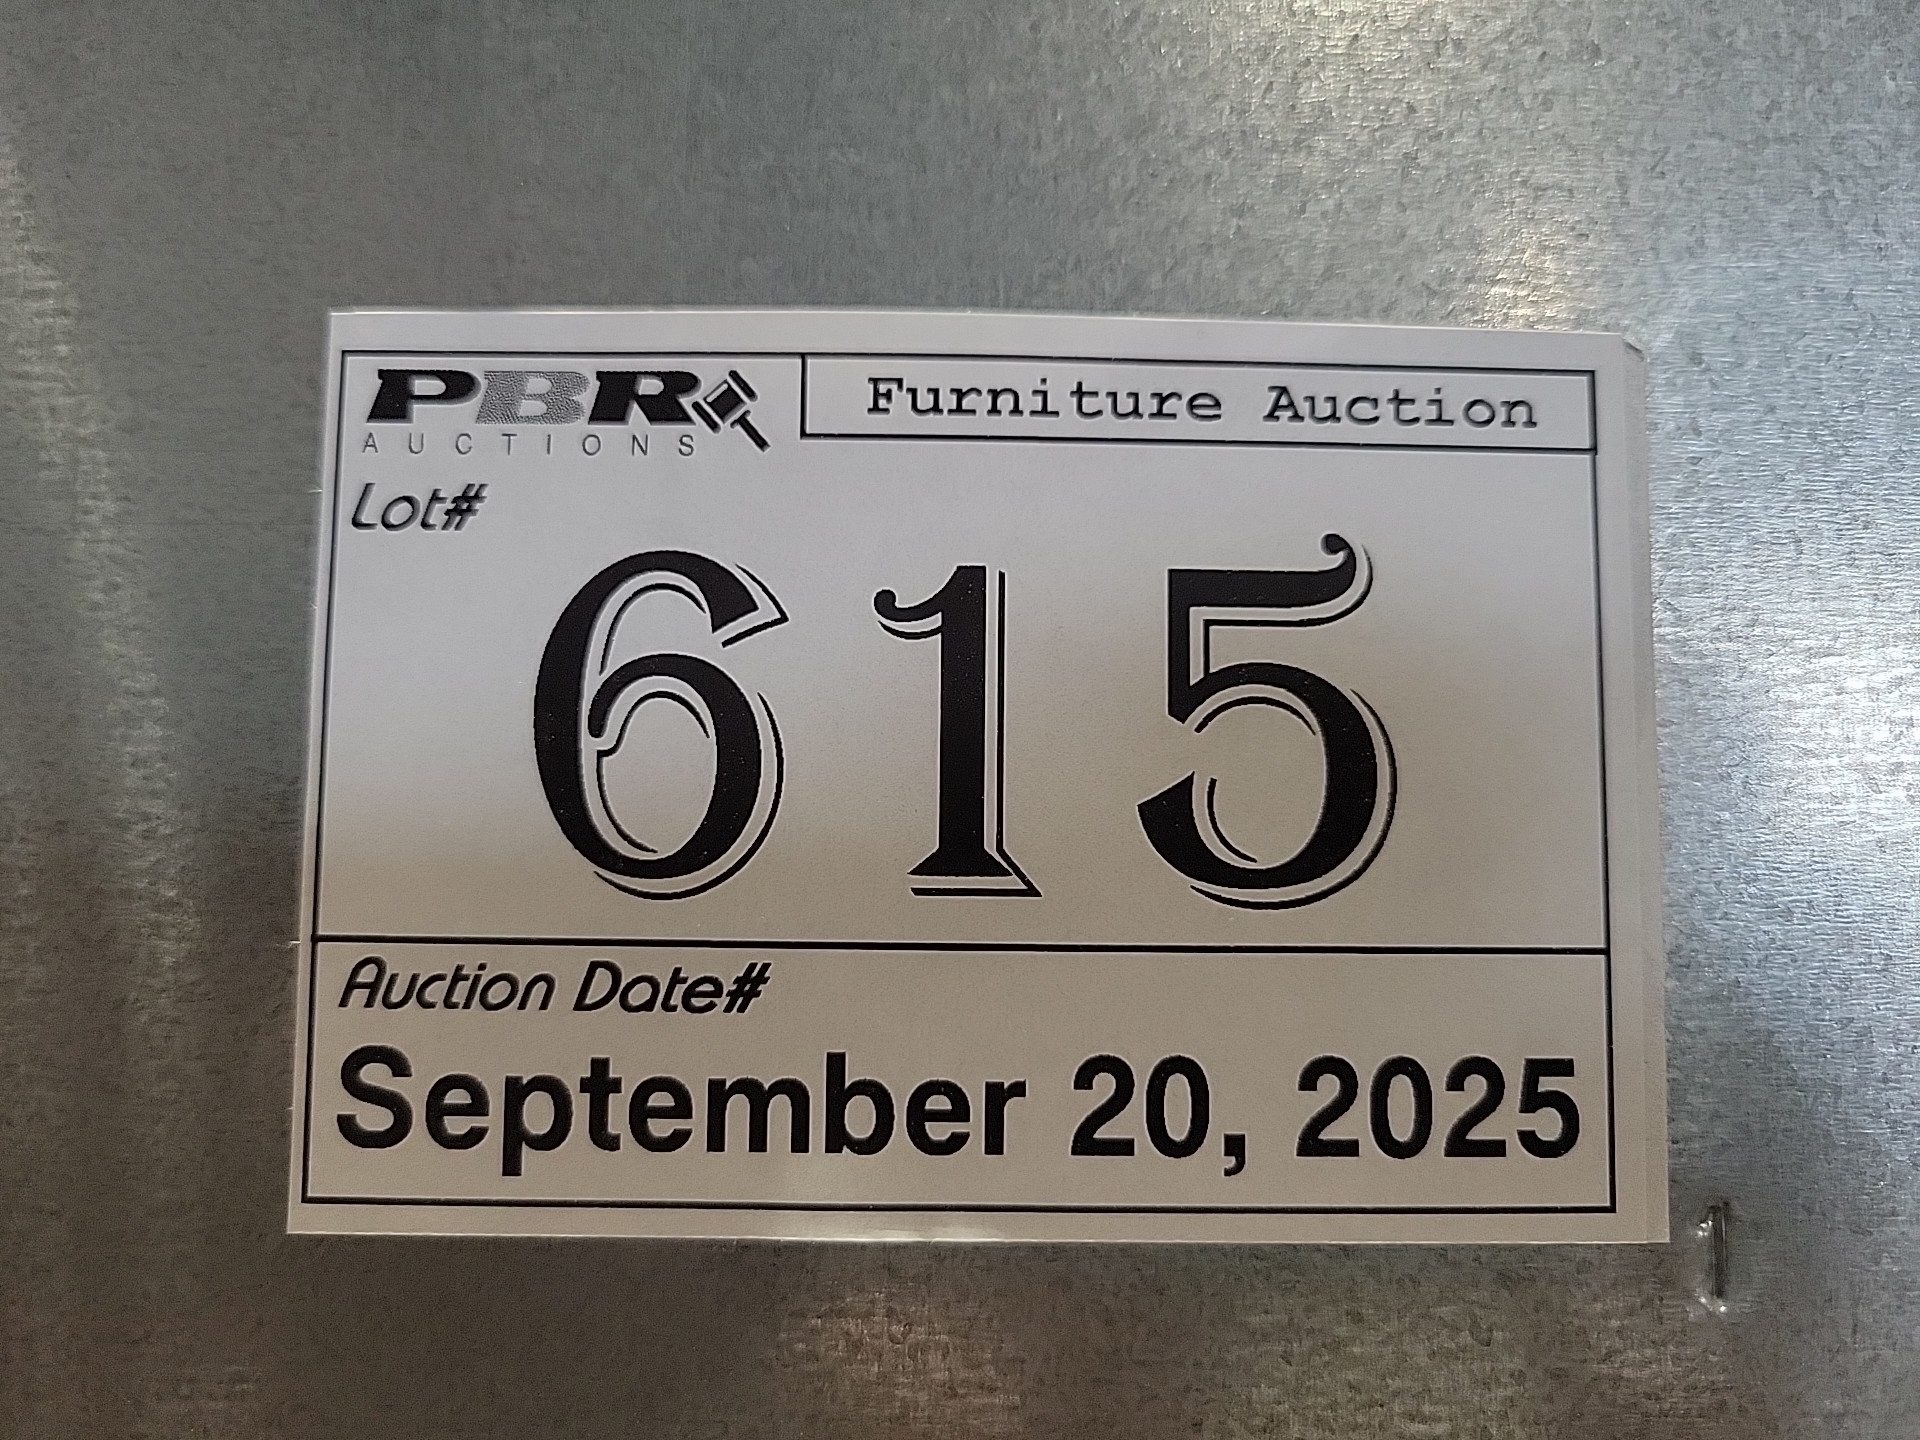 PBR
AUCTIONS
Furniture Auction
Lot#
615
Auction Date#
September 20, 2025